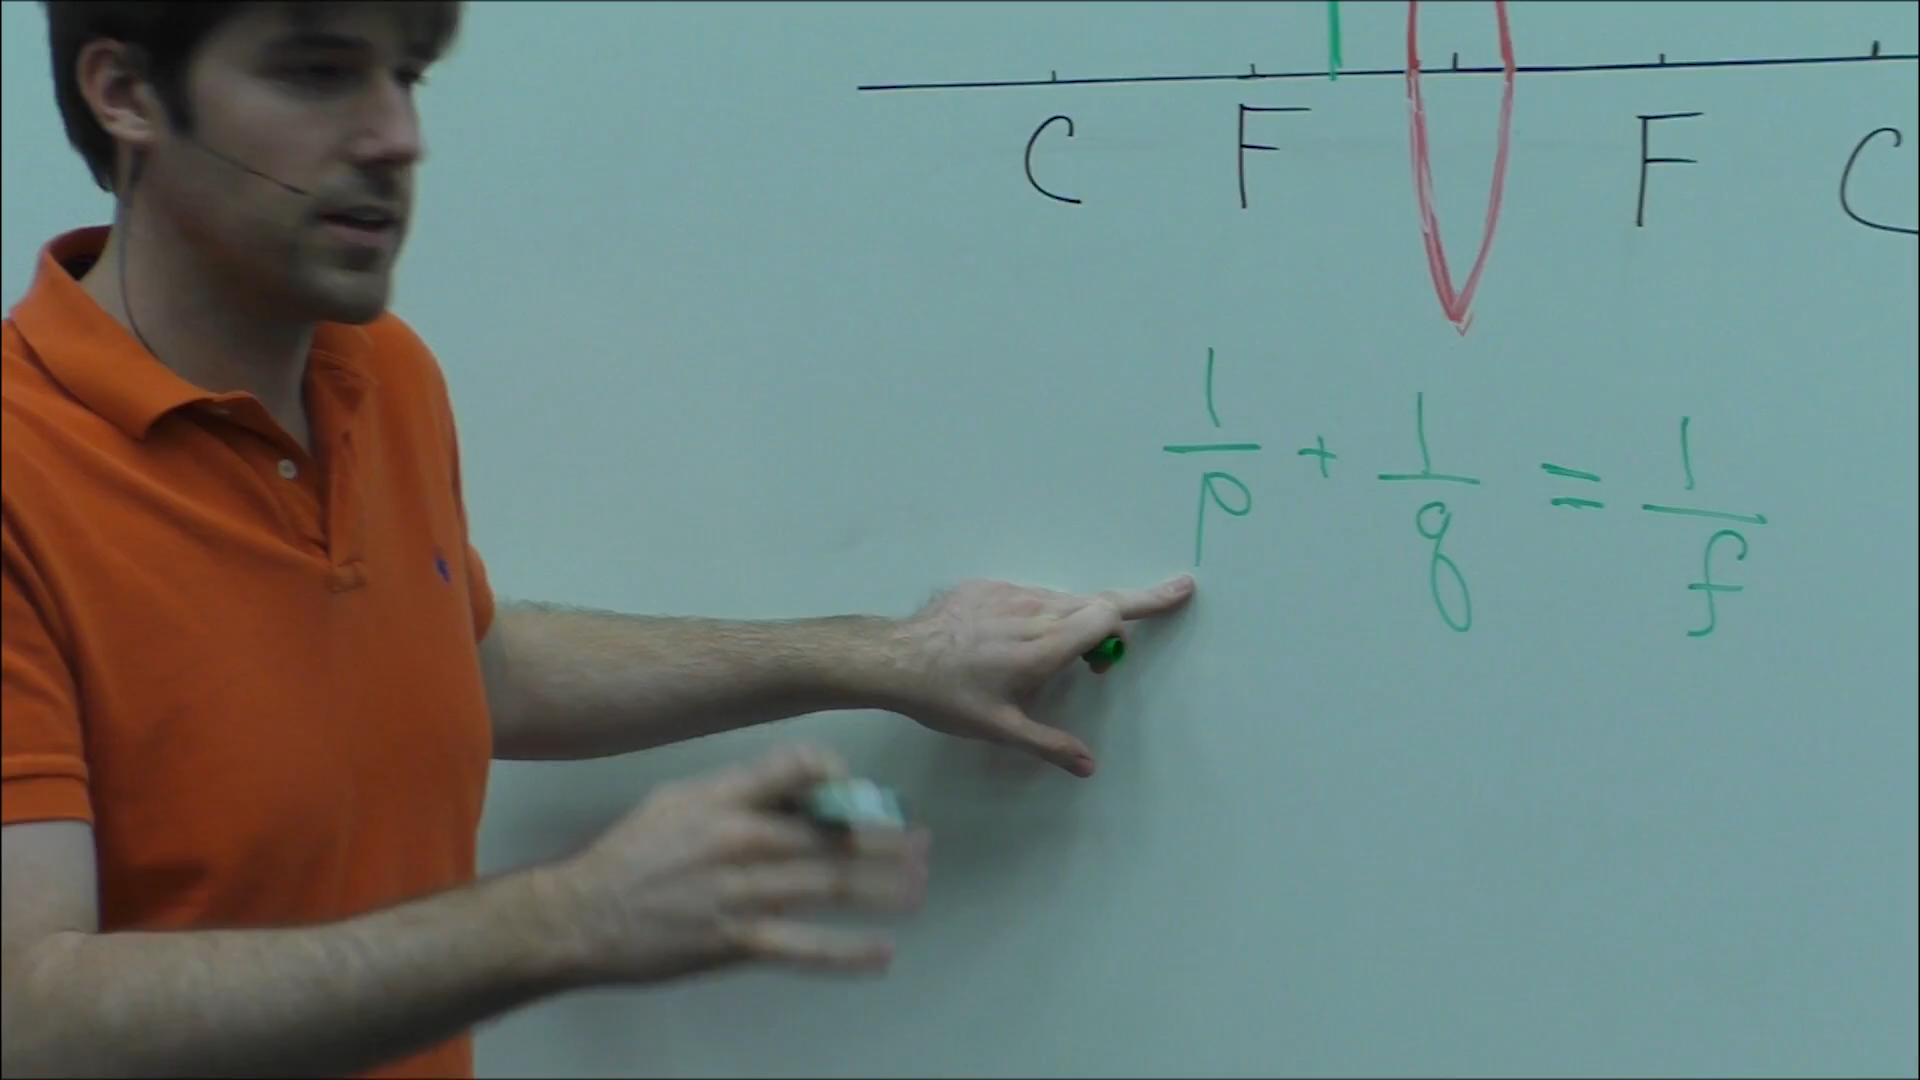 C F F C
1/p + 1/q = 1/f